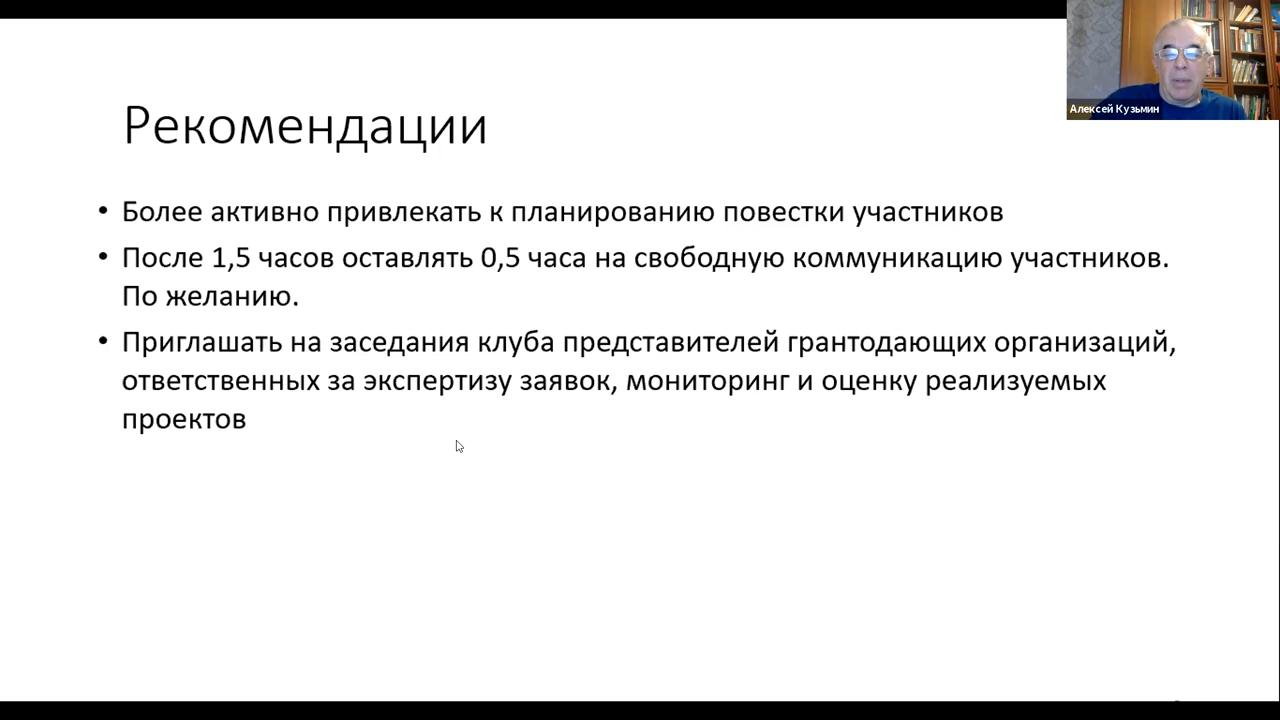 Алексей Кузьмин
Рекомендации
• Более активно привлекать к планированию повестки участников
• После 1,5 часов оставлять 0,5 часа на свободную коммуникацию участников.
По желанию.
• Приглашать на заседания клуба представителей грантодающих организаций,
ответственных за экспертизу заявок, мониторинг и оценку реализуемых
проектов